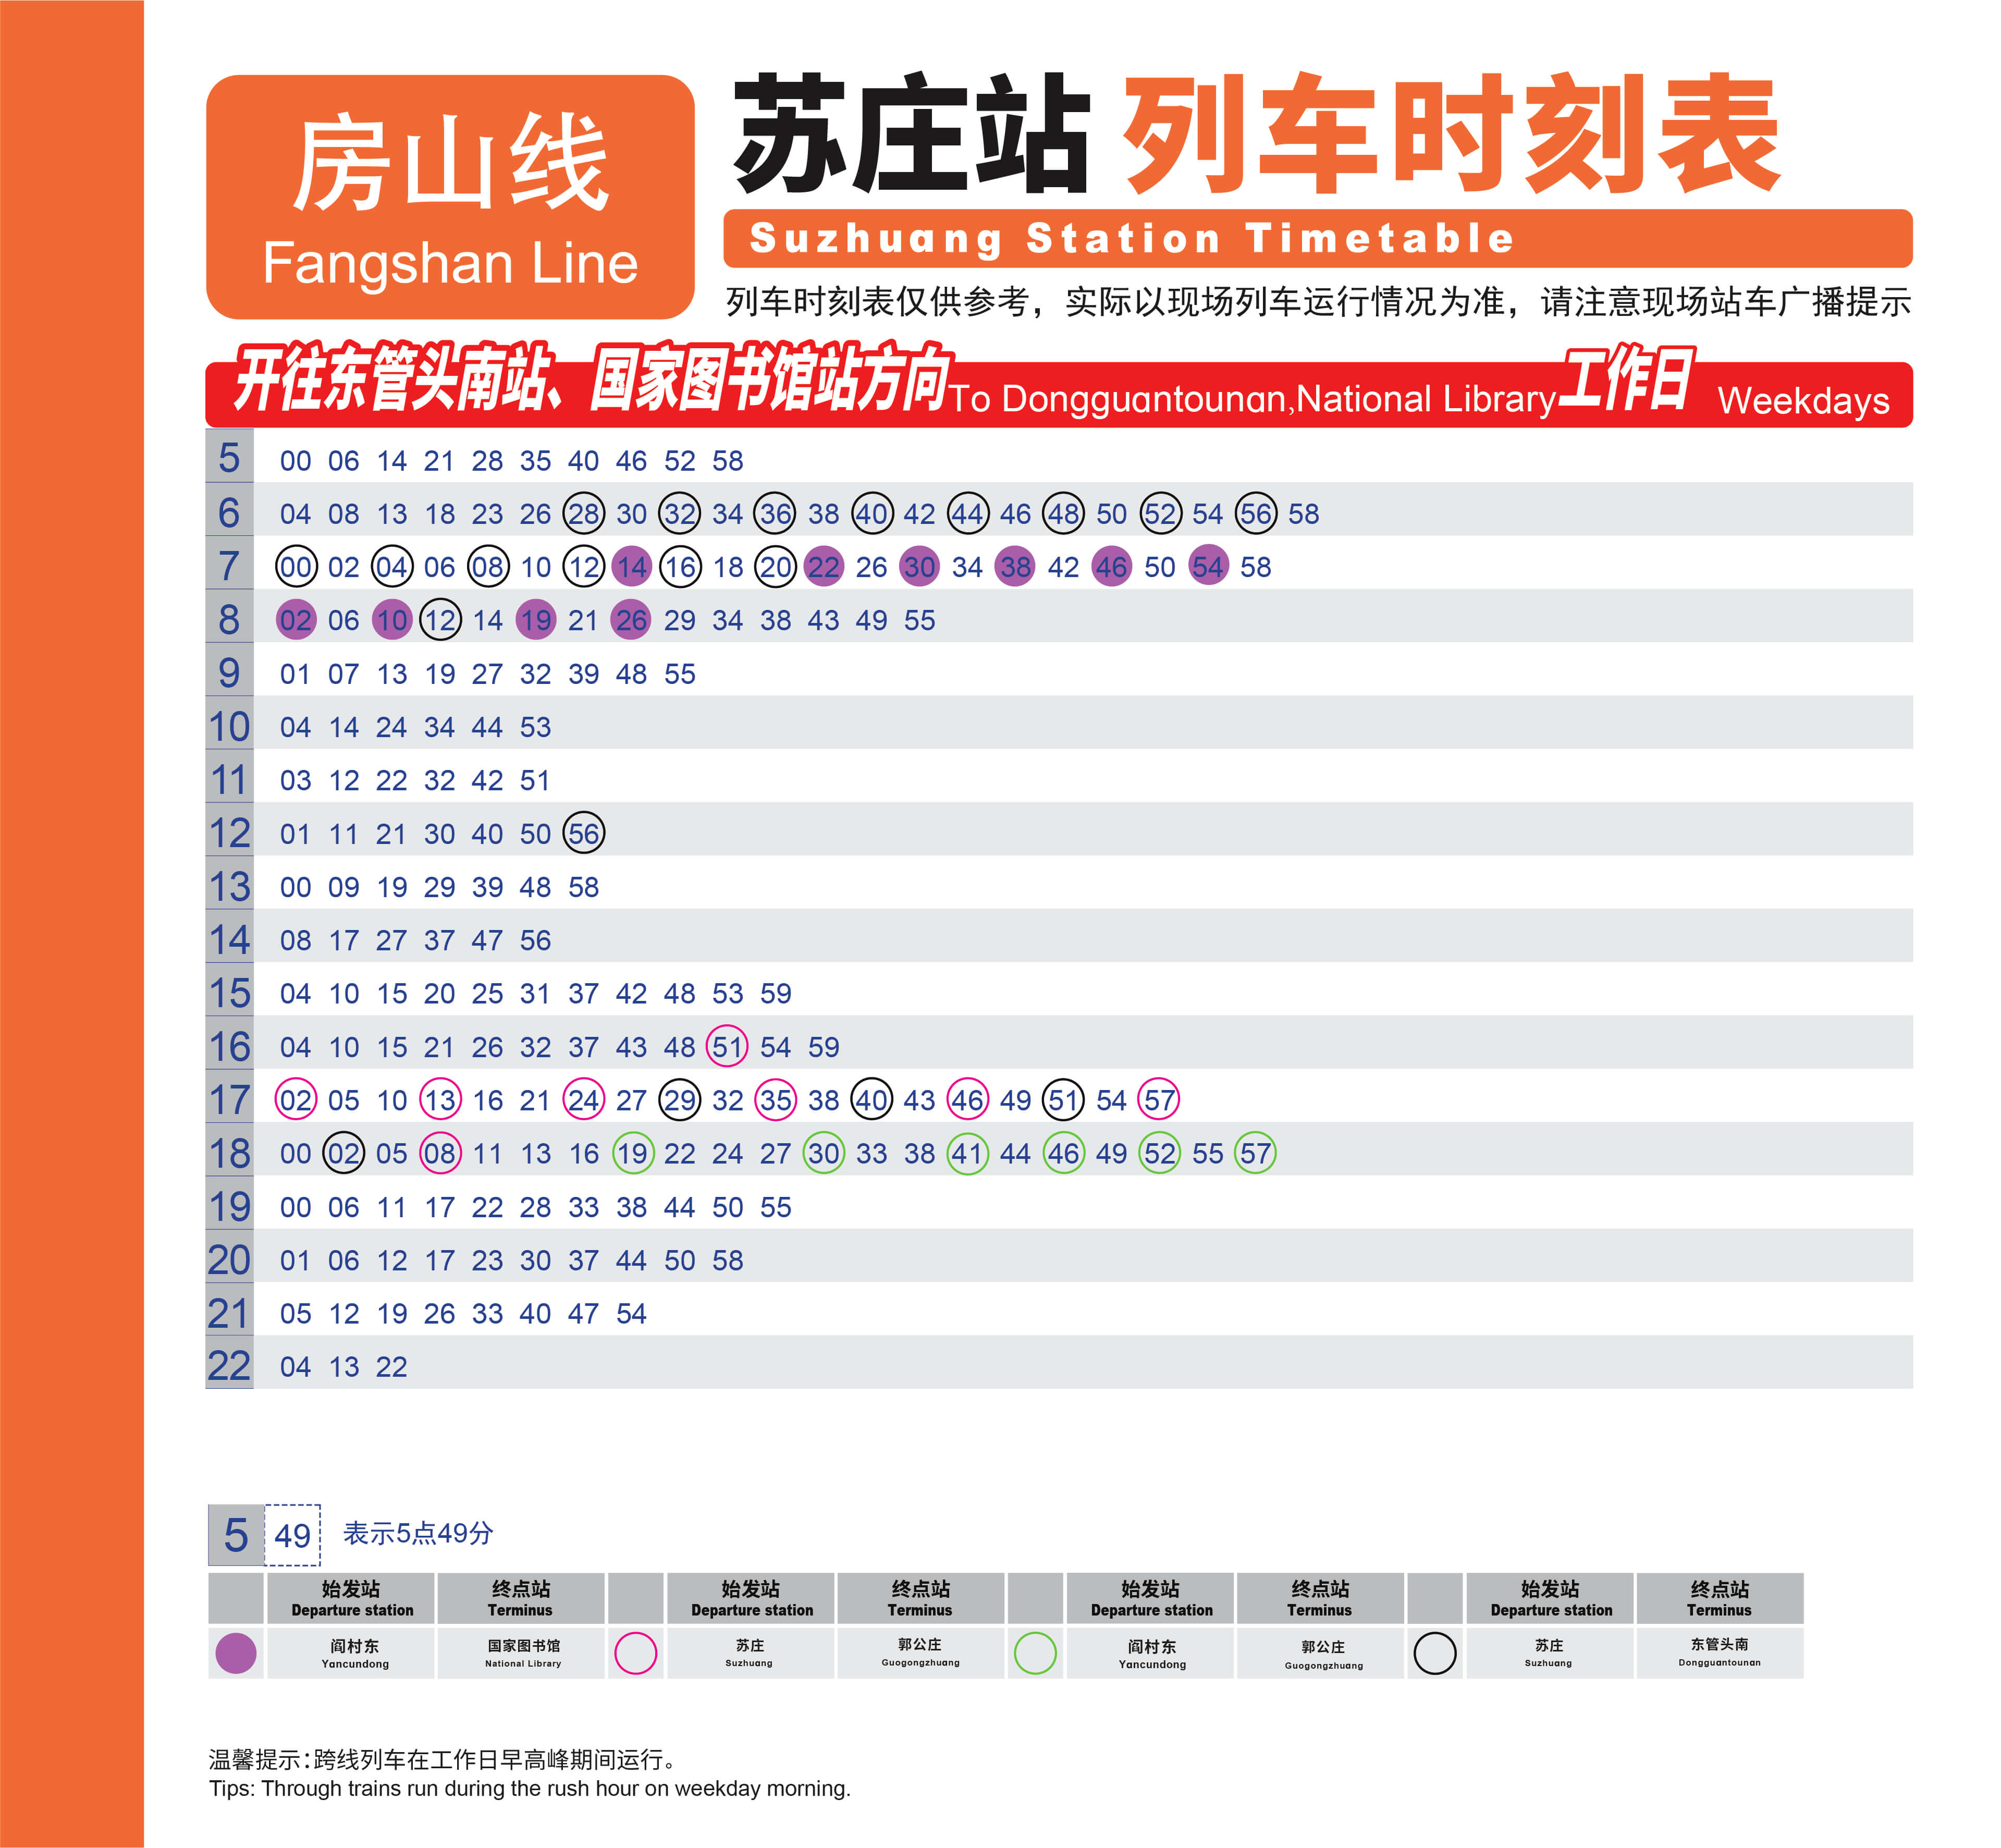 房山线
Fangshan Line
苏庄站 列车时刻表
Suzhuang Station Timetable
列车时刻表仅供参考，实际以现场列车运行情况为准，请注意现场站车广播提示
开往东管头南站、国家图书馆站方向To Dongguantounan,National Library工作日 Weekdays
5 00 06 14 21 28 35 40 46 52 58
6 04 08 13 18 23 26 28 30 32 34 36 38 40 42 44 46 48 50 52 54 56 58
7 00 02 04 06 08 10 12 14 16 18 20 22 26 30 34 38 42 46 50 54 58
8 02 06 10 12 14 19 21 26 29 34 38 43 49 55
9 01 07 13 19 27 32 39 48 55
10 04 14 24 34 44 53
11 03 12 22 32 42 51
12 01 11 21 30 40 50 56
13 00 09 19 29 39 48 58
14 08 17 27 37 47 56
15 04 10 15 20 25 31 37 42 48 53 59
16 04 10 15 21 26 32 37 43 48 51 54 59
17 02 05 10 13 16 21 24 27 29 32 35 38 40 43 46 49 51 54 57
18 00 02 05 08 11 13 16 19 22 24 27 30 33 38 41 44 46 49 52 55 57
19 00 06 11 17 22 28 33 38 44 50 55
20 01 06 12 17 23 30 37 44 50 58
21 05 12 19 26 33 40 47 54
22 04 13 22
5 49 表示5点49分
始发站 终点站 始发站 终点站 始发站 终点站 始发站 终点站
Departure station Terminus Departure station Terminus Departure station Terminus Departure station Terminus
阎村东 国家图书馆 苏庄 郭公庄 阎村东 郭公庄 苏庄 东管头南
Yancundong National Library Suzhuang Guogongzhuang Yancundong Guogongzhuang Suzhuang Dongguantounan
温馨提示：跨线列车在工作日早高峰期间运行。
Tips: Through trains run during the rush hour on weekday morning.